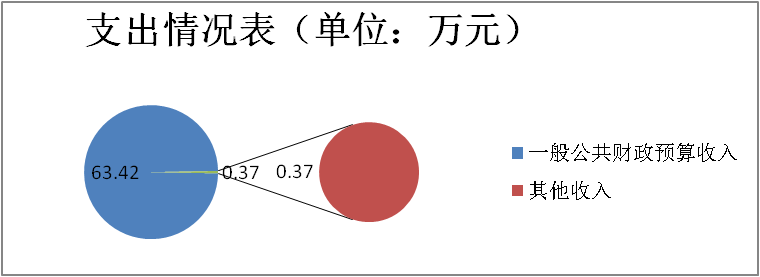 支出情况表（单位：万元）
63.42
0.37
0.37
一般公共财政预算收入
其他收入